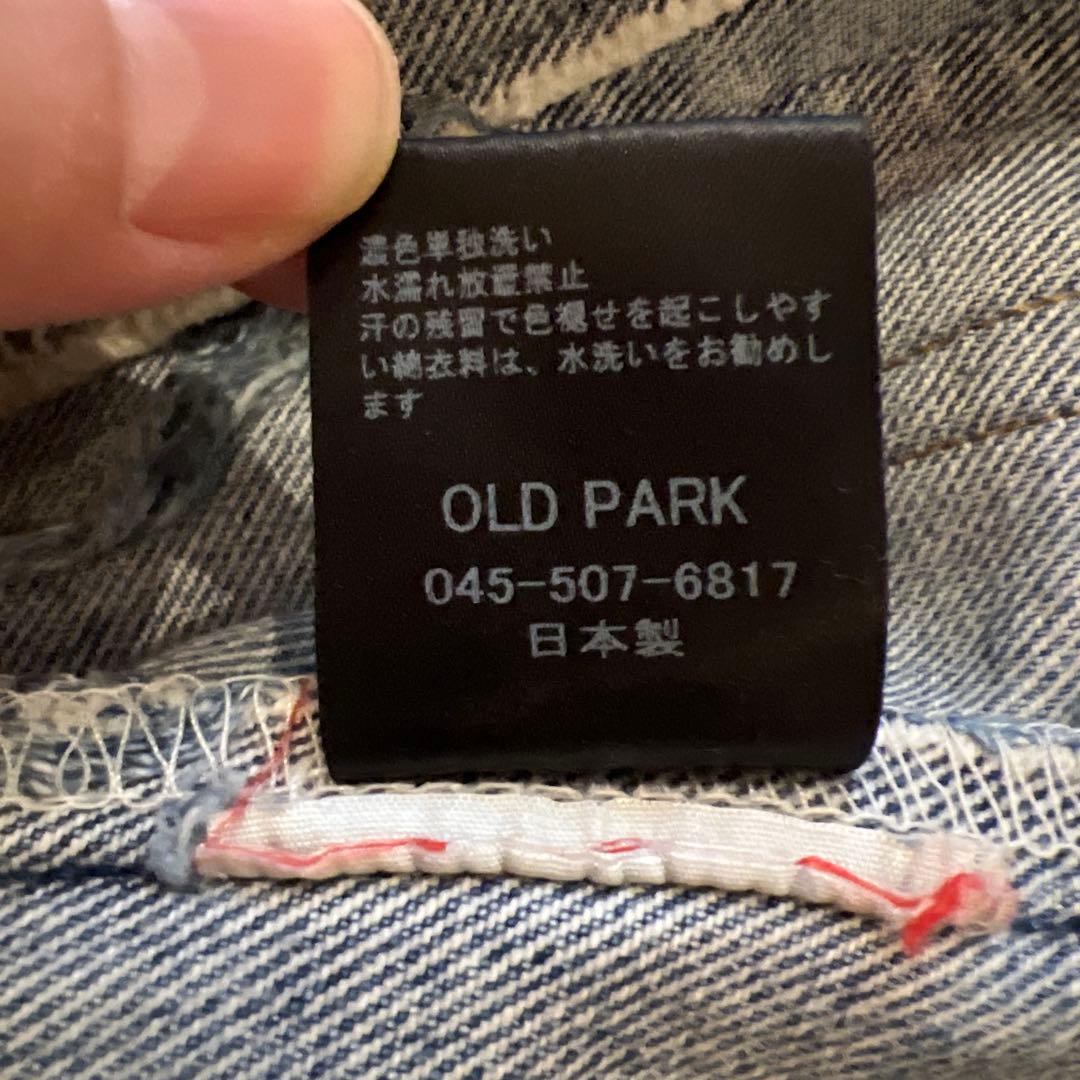 濃色単独洗い
水濡れ放置禁止
汗の残留で色褪せを起こしやす
い綿衣料は、水洗いをお勧めし
ます
OLD PARK
045-507-6817
日本製